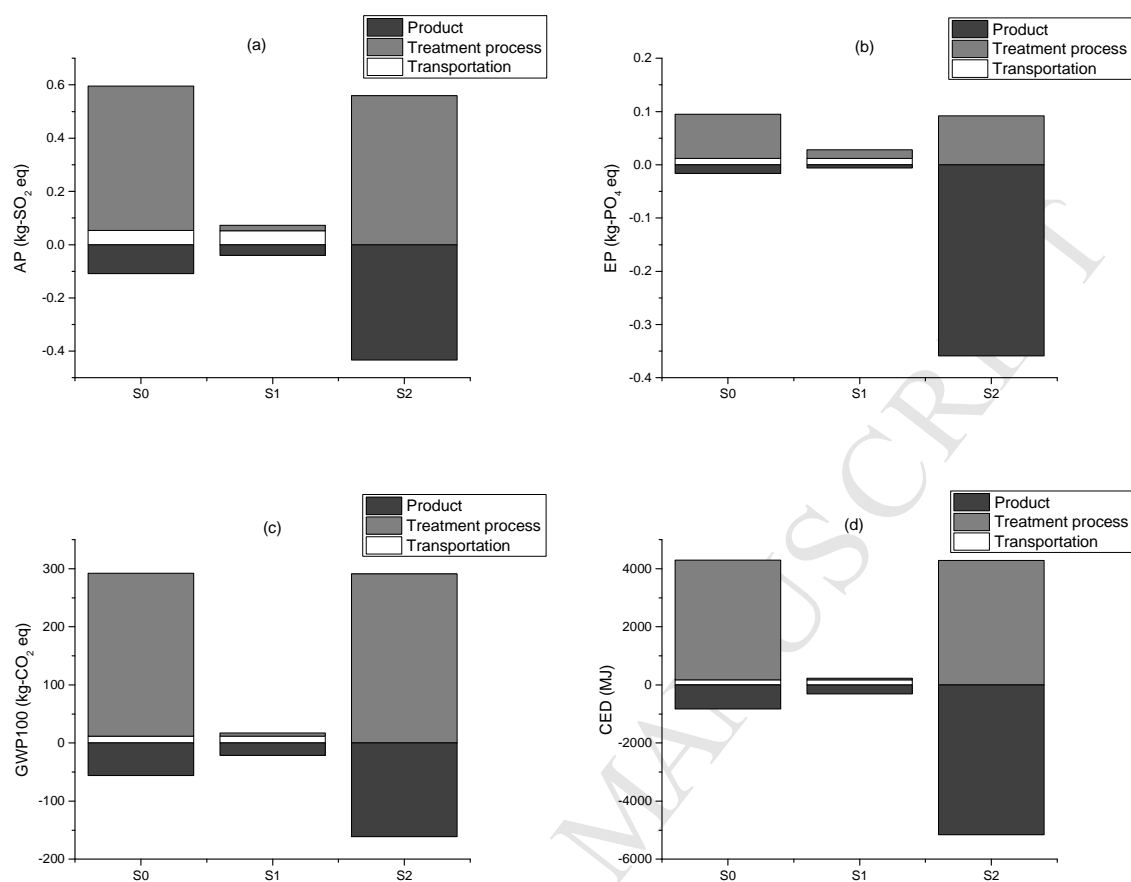 (a)
Product
Treatment process
Transportation
0.6
0.4
0.2
0.0
-0.2
-0.4
AP (kg-SO2 eq)
S0 S1 S2
(b)
Product
Treatment process
Transportation
0.2
0.1
0.0
-0.1
-0.2
-0.3
-0.4
EP (kg-PO4 eq)
S0 S1 S2
(c)
Product
Treatment process
Transportation
300
200
100
0
-100
-200
GWP100 (kg-CO2 eq)
S0 S1 S2
(d)
Product
Treatment process
Transportation
4000
2000
0
-2000
-4000
-6000
CED (MJ)
S0 S1 S2
MANUSCRIPT